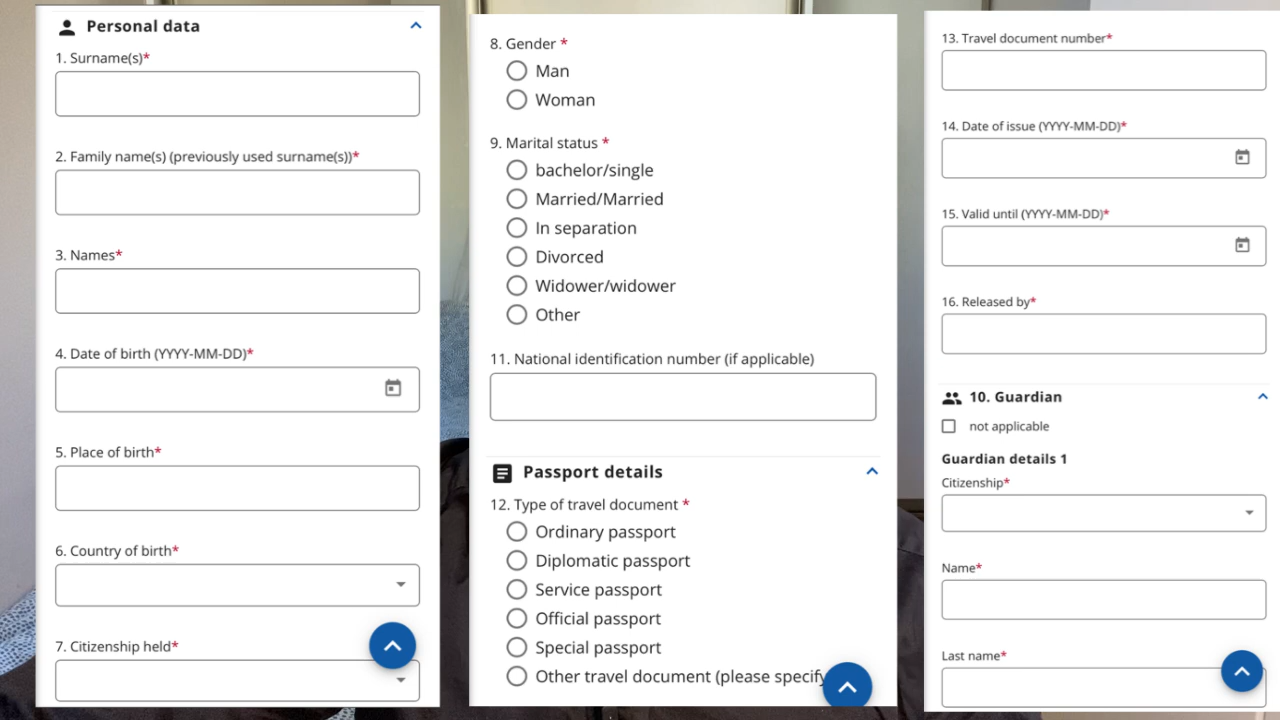 Personal data
1. Surname(s)*
2. Family name(s) (previously used surname(s))*
3. Names*
4. Date of birth (YYYY-MM-DD)*
5. Place of birth*
6. Country of birth*
7. Citizenship held*
8. Gender *
Man
Woman
9. Marital status *
bachelor/single
Married/Married
In separation
Divorced
Widower/widower
Other
11. National identification number (if applicable)
Passport details
12. Type of travel document *
Ordinary passport
Diplomatic passport
Service passport
Official passport
Special passport
Other travel document (please specify
13. Travel document number*
14. Date of issue (YYYY-MM-DD)*
15. Valid until (YYYY-MM-DD)*
16. Released by*
10. Guardian
not applicable
Guardian details 1
Citizenship*
Name*
Last name*